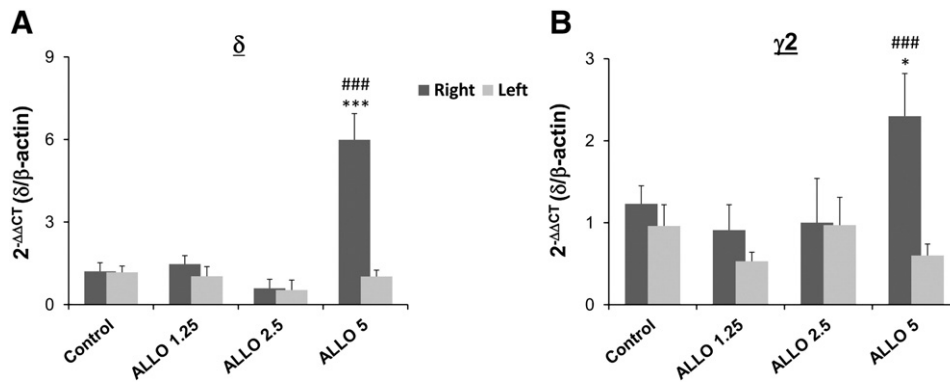 A
δ
9
6
3
0
2-ΔΔCT (δ/β-actin)
###
***
Control
ALLO 1.25
ALLO 2.5
ALLO 5
Right Left
B
γ2
3
2
1
0
2-ΔΔCT (δ/β-actin)
###
*
Control
ALLO 1.25
ALLO 2.5
ALLO 5